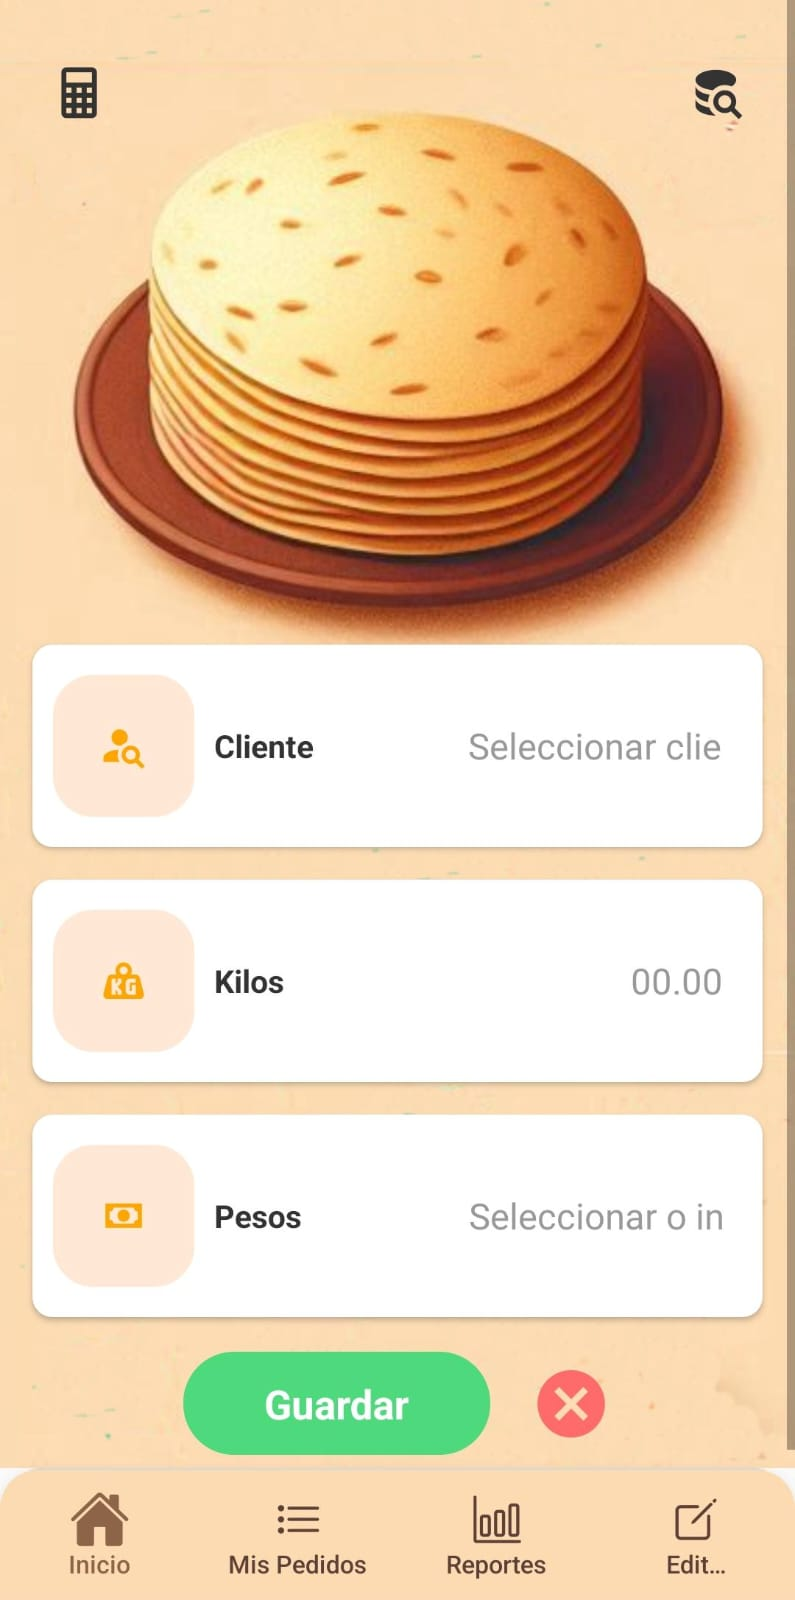 Cliente
Seleccionar clie
KG
Kilos
00.00
Pesos
Seleccionar o in
Guardar
Inicio
Mis Pedidos
Reportes
Edit...